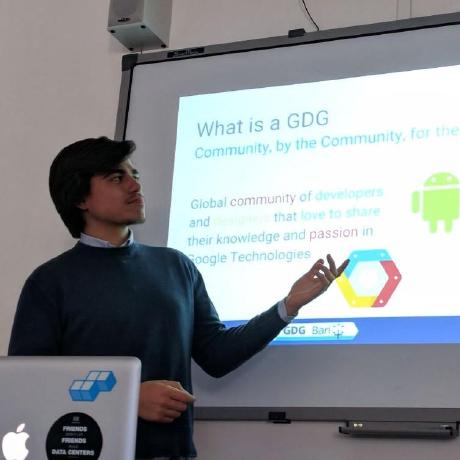 What is a GDG
Community, by the Community, for the
Global community of developers
and designers that love to share
their knowledge and passion in
Google Technologies
GDG Bari
FRIENDS
FRIENDS
DATA CENTERS